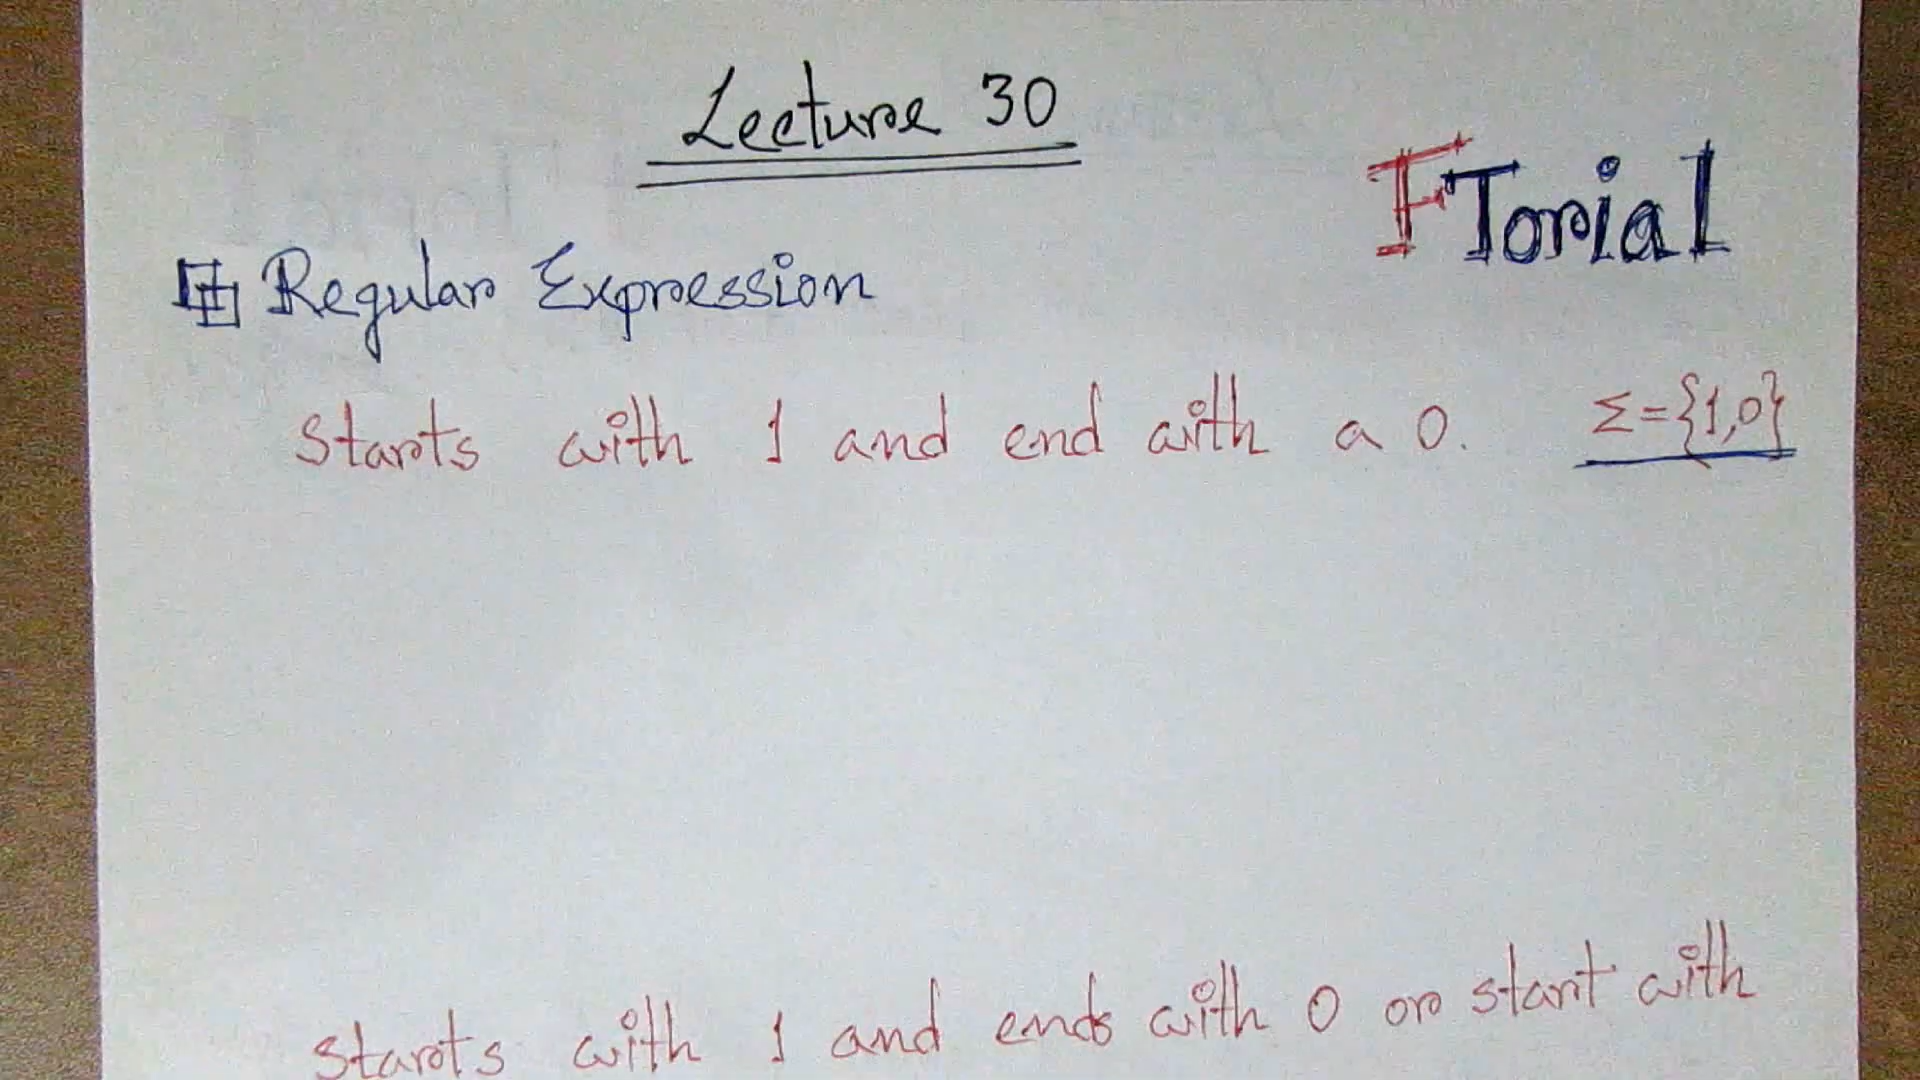 Lecture 30
FTorial
Regular Expression
Starts with 1 and end with a 0. Σ={1,0}
Starts with 1 and ends with 0 or start with